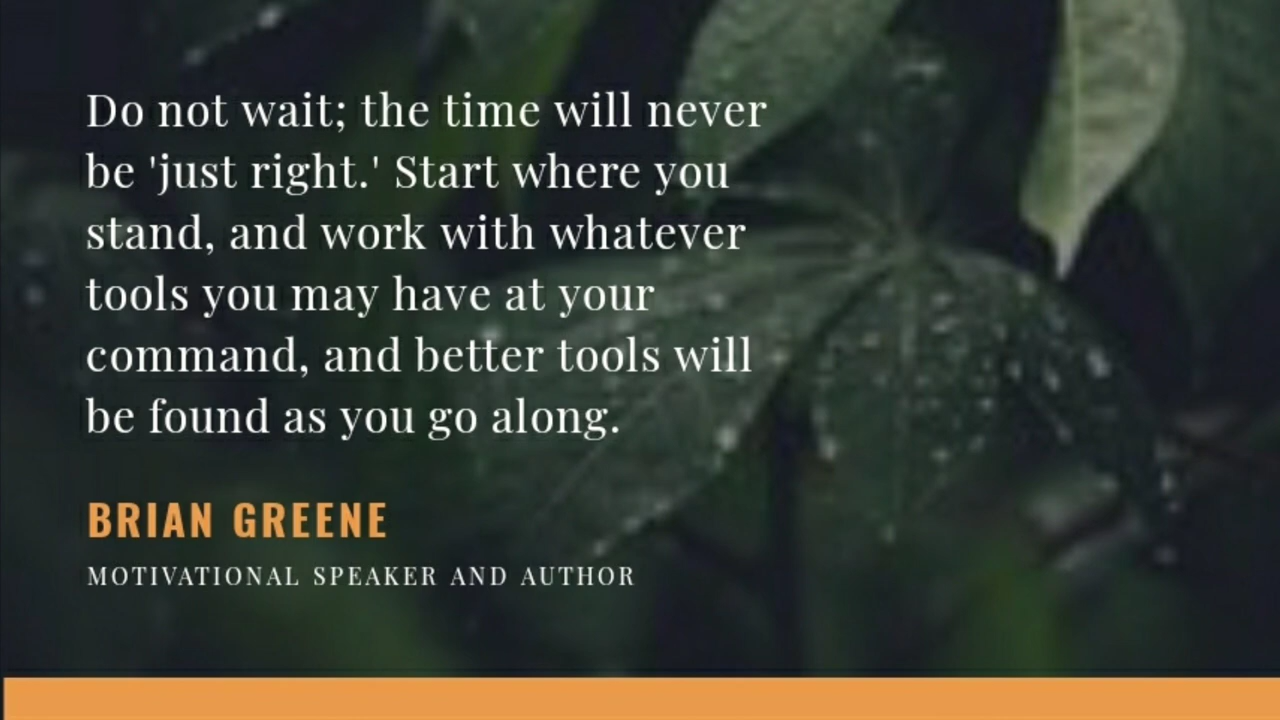 Do not wait; the time will never
be 'just right.' Start where you
stand, and work with whatever
tools you may have at your
command, and better tools will
be found as you go along.
BRIAN GREENE
MOTIVATIONAL SPEAKER AND AUTHOR